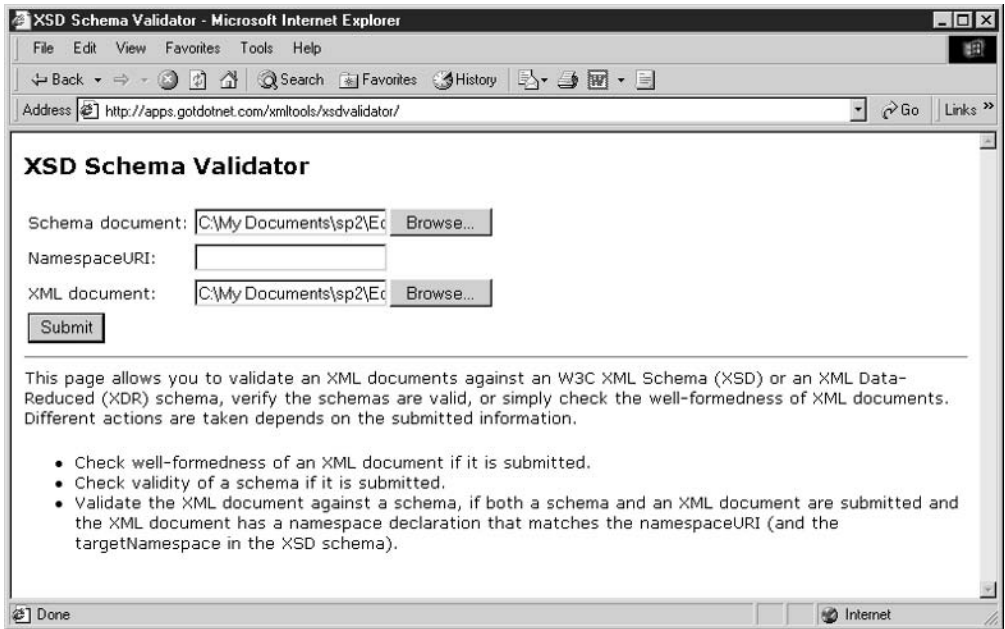 XSD Schema Validator - Microsoft Internet Explorer
File Edit View Favorites Tools Help
Back Search Favorites History
Address http://apps.gotdotnet.com/xmltools/xsdvalidator/ Go Links »
XSD Schema Validator
Schema document: C:\My Documents\sp2\Ec Browse...
NamespaceURI:
XML document: C:\My Documents\sp2\Ec Browse...
Submit
This page allows you to validate an XML documents against an W3C XML Schema (XSD) or an XML Data-
Reduced (XDR) schema, verify the schemas are valid, or simply check the well-formedness of XML documents.
Different actions are taken depends on the submitted information.
• Check well-formedness of an XML document if it is submitted.
• Check validity of a schema if it is submitted.
• Validate the XML document against a schema, if both a schema and an XML document are submitted and
the XML document has a namespace declaration that matches the namespaceURI (and the
targetNamespace in the XSD schema).
Done Internet